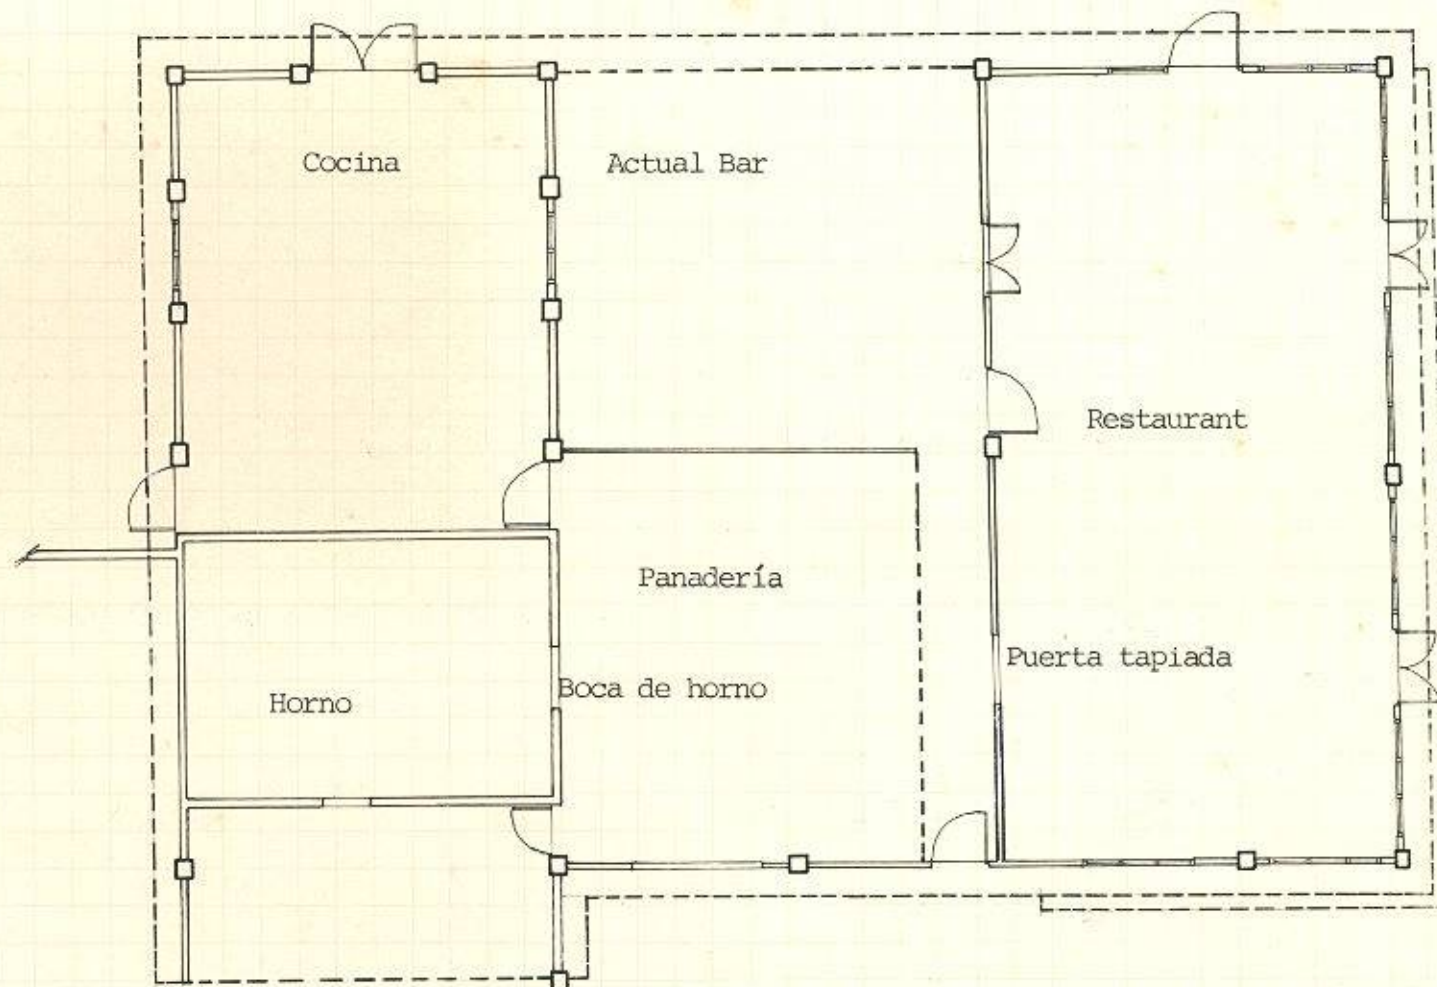 Cocina
Actual Bar
Restaurant
Panadería
Puerta tapiada
Boca de horno
Horno